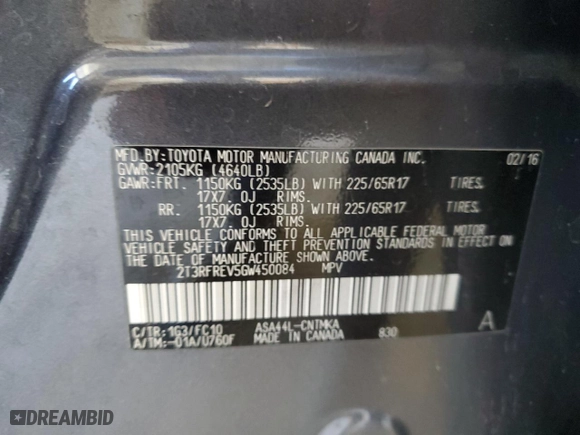 MFD.BY:TOYOTA MOTOR MANUFACTURING CANADA INC. 02/16
GVWR:2105KG (4640LB)
GAWR:FRT. 1150KG (2535LB) WITH 225/65R17 TIRES,
17X7.0J RIMS.
RR. 1150KG (2535LB) WITH 225/65R17 TIRES,
17X7.0J RIMS.
THIS VEHICLE CONFORMS TO ALL APPLICABLE FEDERAL MOTOR
VEHICLE SAFETY AND THEFT PREVENTION STANDARDS IN EFFECT ON
THE DATE OF MANUFACTURE SHOWN ABOVE.
2T3RFREV5GW450084 MPV
C/TR:1G3/FC10 ASA44L-CNTMKA 830 A
A/TM:-01A/U760F MADE IN CANADA
DREAMBID